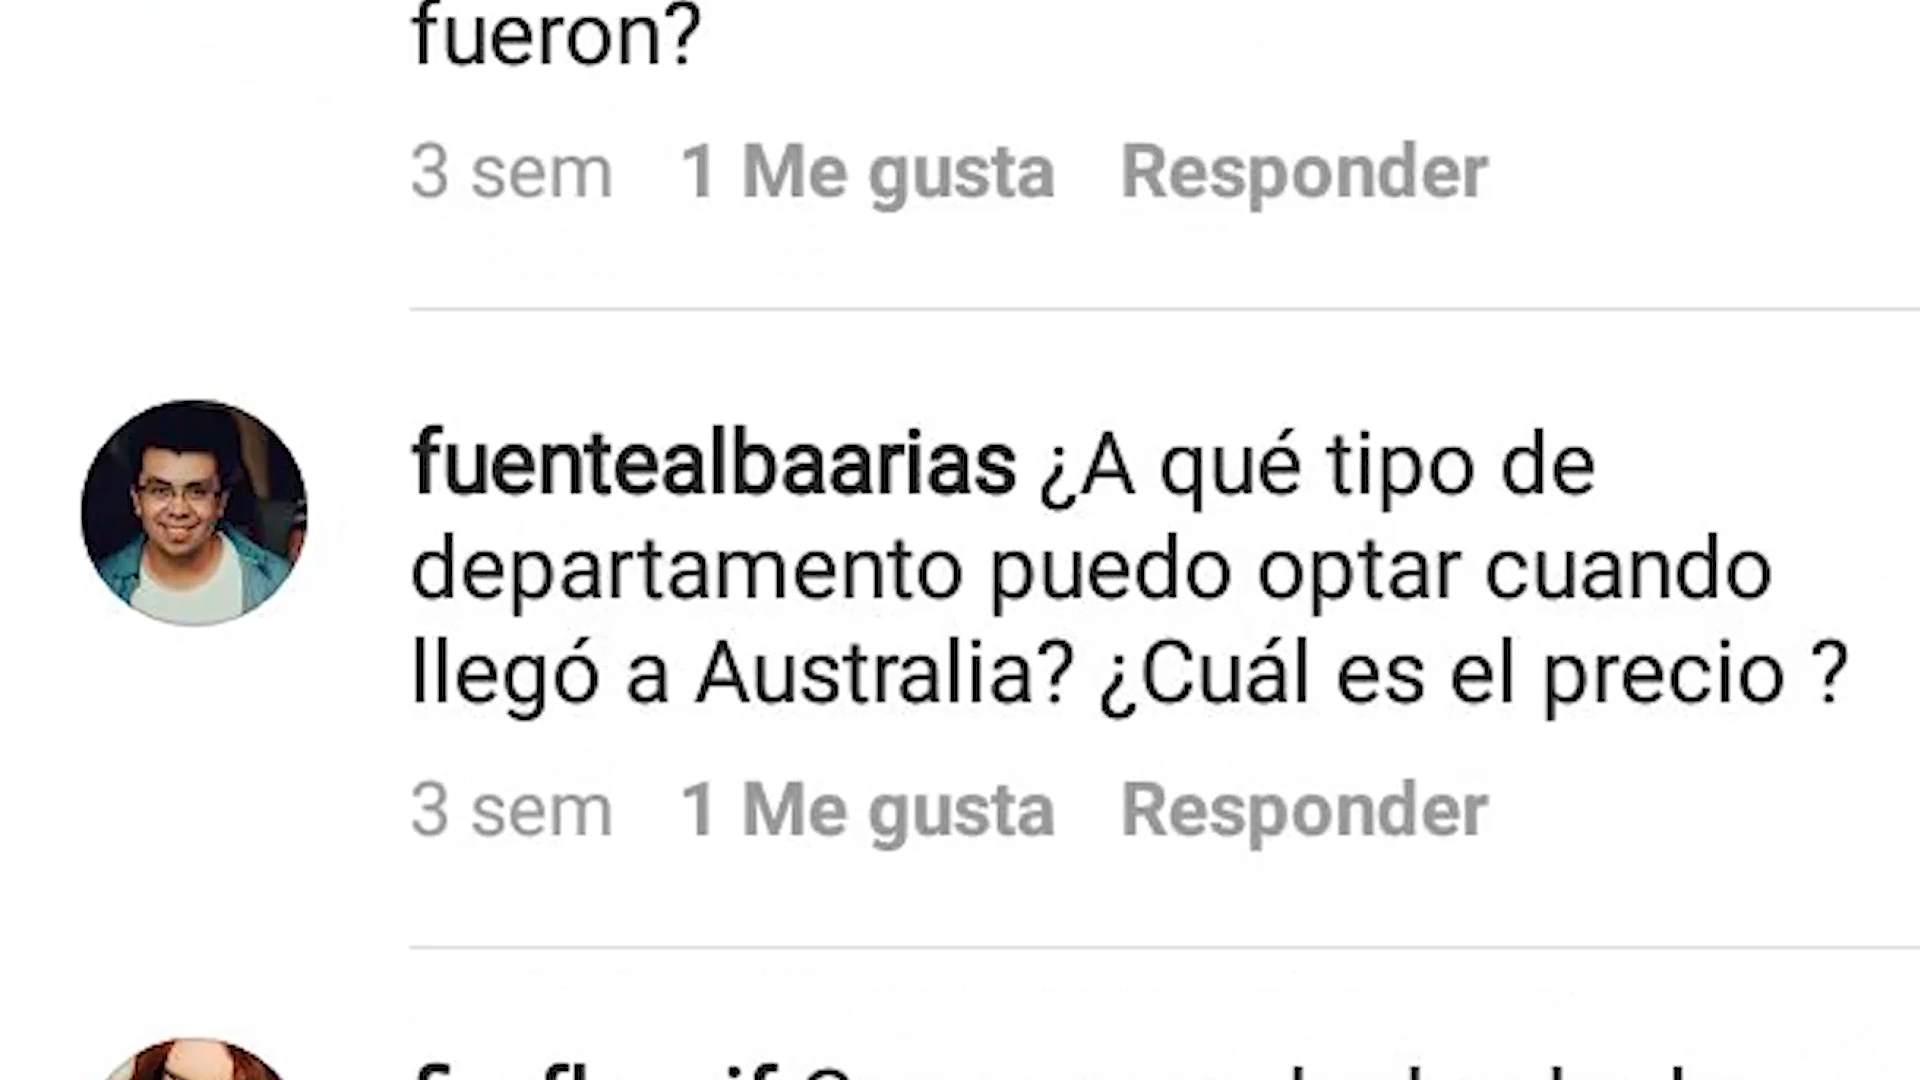 fueron?
3 sem 1 Me gusta Responder
fuentealbaarias ¿A qué tipo de
departamento puedo optar cuando
llegó a Australia? ¿Cuál es el precio ?
3 sem 1 Me gusta Responder